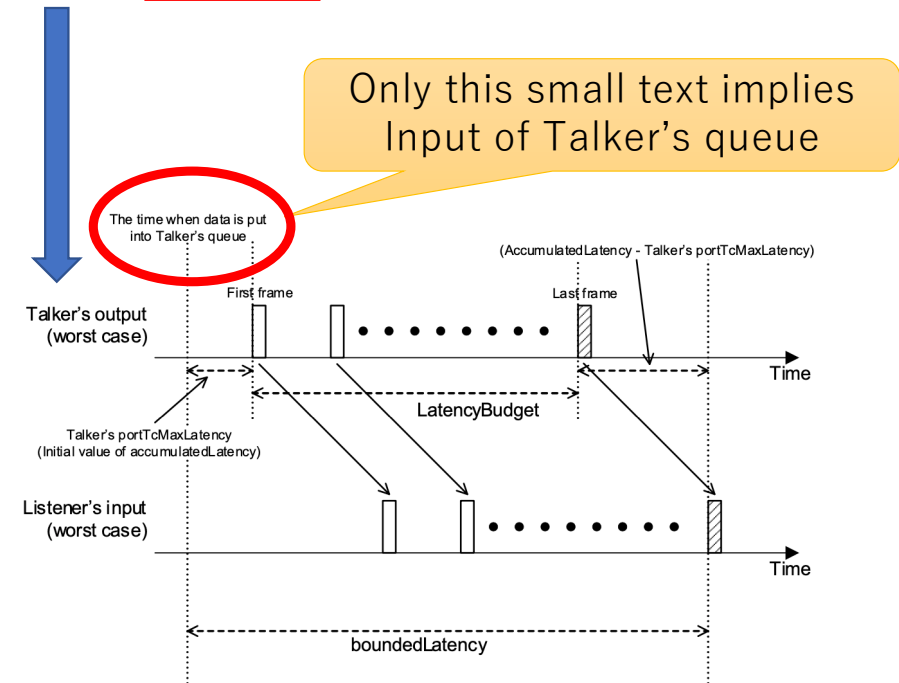 Only this small text implies
Input of Talker's queue
The time when data is put
into Talker's queue
(AccumulatedLatency - Talker's portTcMaxLatency)
First frame
Last frame
Talker's output
(worst case)
Time
LatencyBudget
Talker's portTcMaxLatency
(Initial value of accumulatedLatency)
Listener's input
(worst case)
Time
boundedLatency